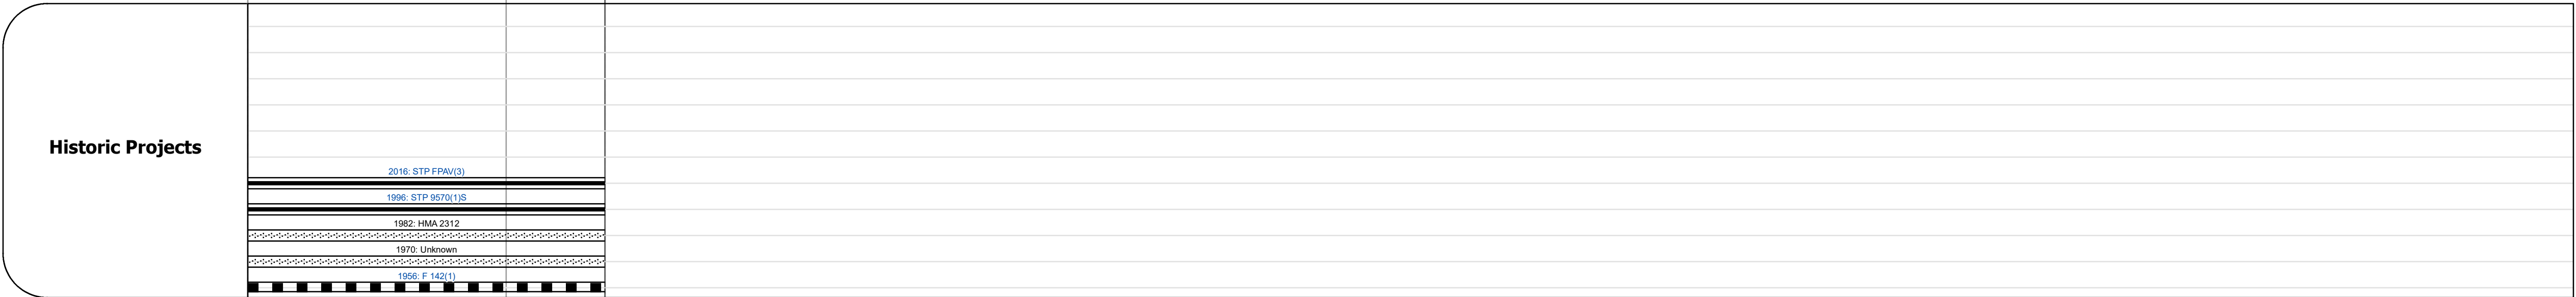 Historic Projects
2016: STP FPAV(3)
1996: STP 9570(1)S
1982: HMA 2312
1970: Unknown
1956: F 142(1)